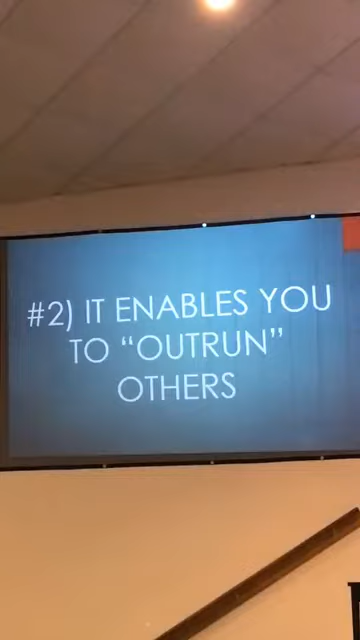 #2) IT ENABLES YOU
TO “OUTRUN”
OTHERS